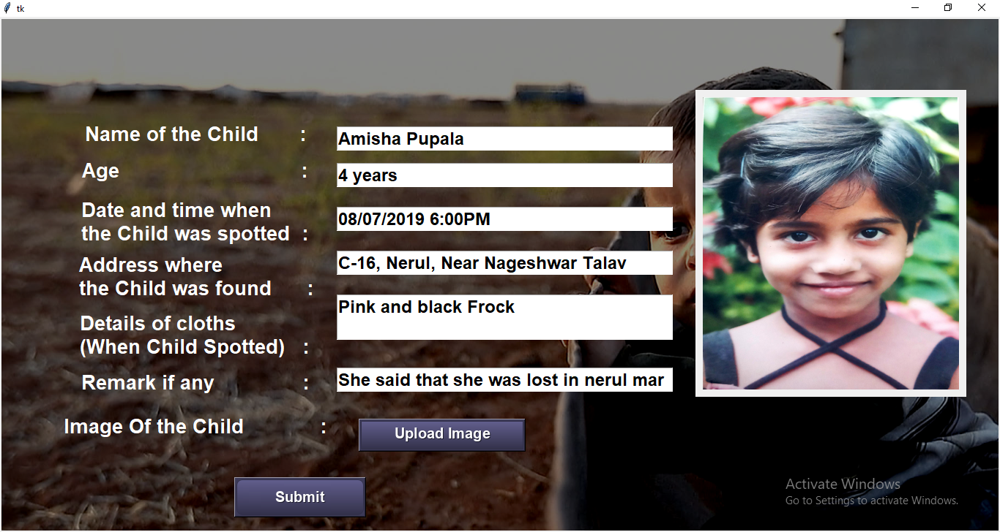 tk
Name of the Child : Amisha Pupala
Age : 4 years
Date and time when
the Child was spotted : 08/07/2019 6:00PM
Address where
the Child was found : C-16, Nerul, Near Nageshwar Talav
Details of cloths
(When Child Spotted) : Pink and black Frock
Remark if any : She said that she was lost in nerul mar
Image Of the Child : Upload Image
Submit
Activate Windows
Go to Settings to activate Windows.